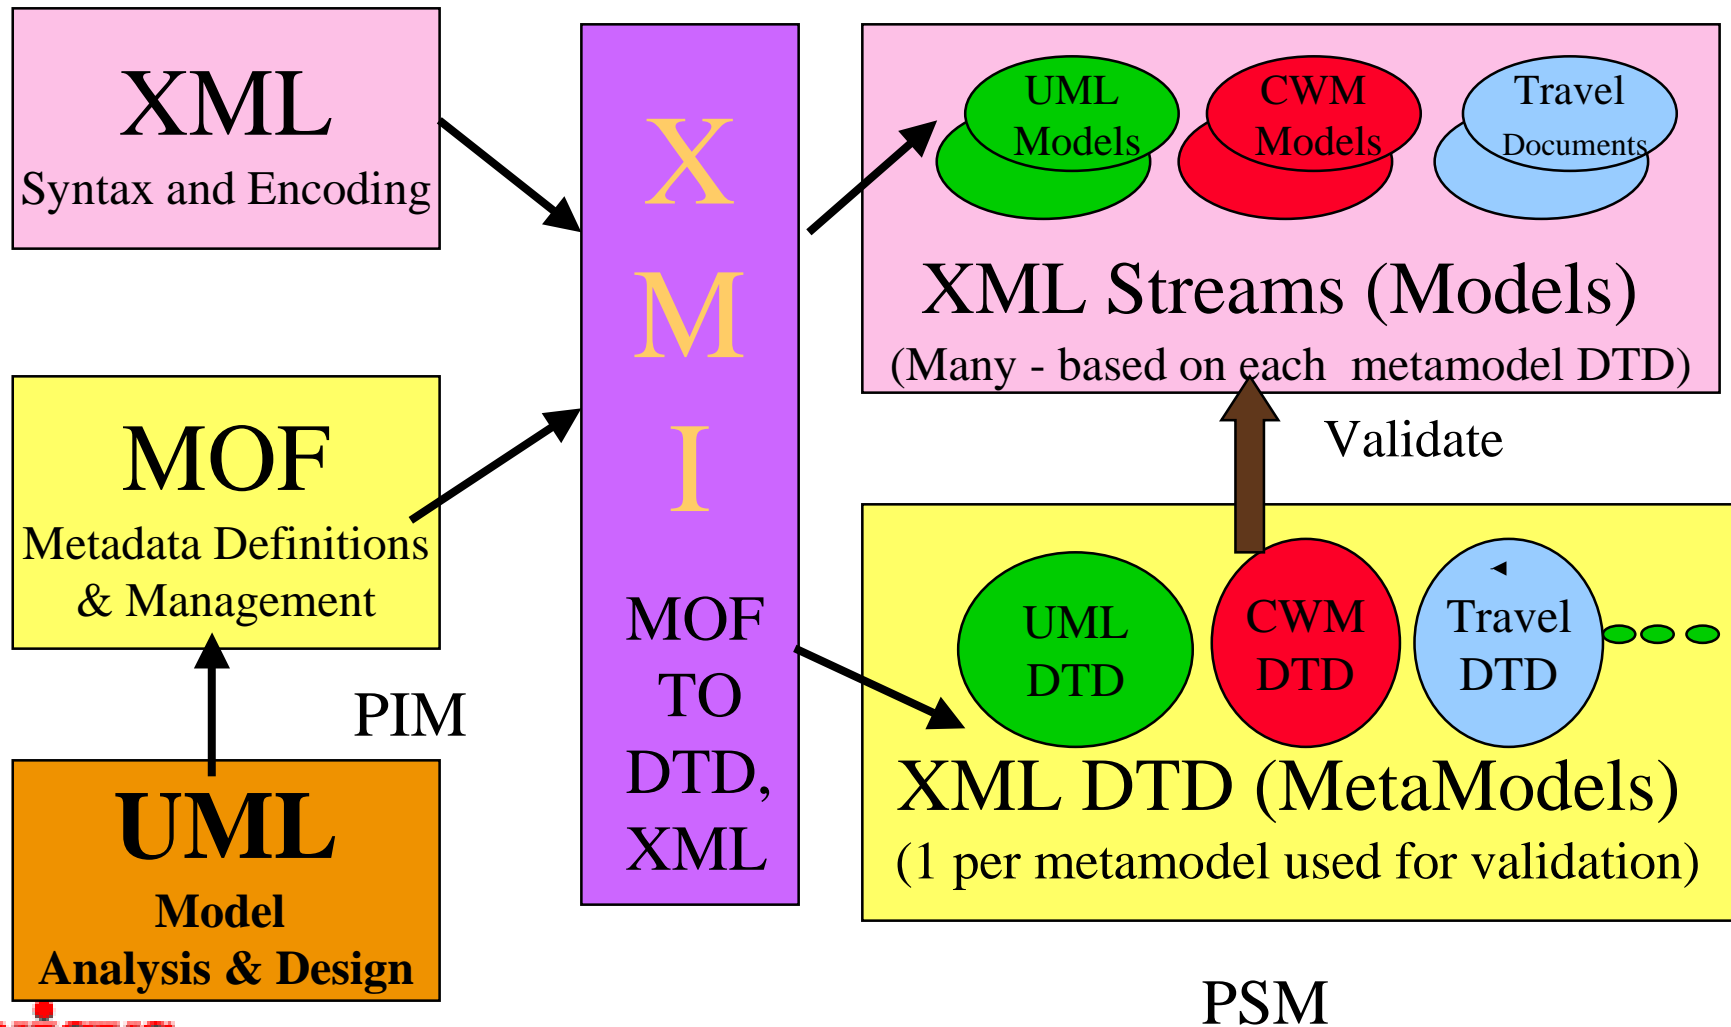 XML
Syntax and Encoding
MOF
Metadata Definitions
& Management
PIM
UML
Model
Analysis & Design
X
M
I
MOF
TO
DTD,
XML
UML
Models
CWM
Models
Travel
Documents
XML Streams (Models)
(Many - based on each metamodel DTD)
Validate
UML
DTD
CWM
DTD
Travel
DTD
XML DTD (MetaModels)
(1 per metamodel used for validation)
PSM